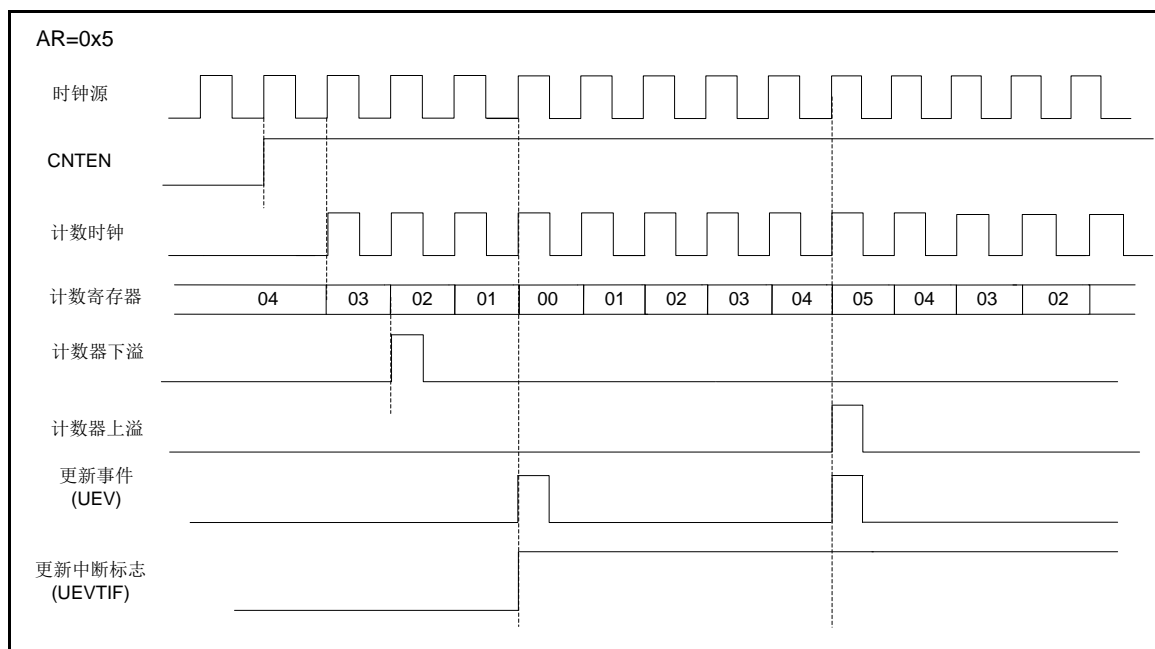 AR=0x5
时钟源
CNTEN
计数时钟
计数寄存器 04 03 02 01 00 01 02 03 04 05 04 03 02
计数器下溢
计数器上溢
更新事件
(UEV)
更新中断标志
(UEVTIF)